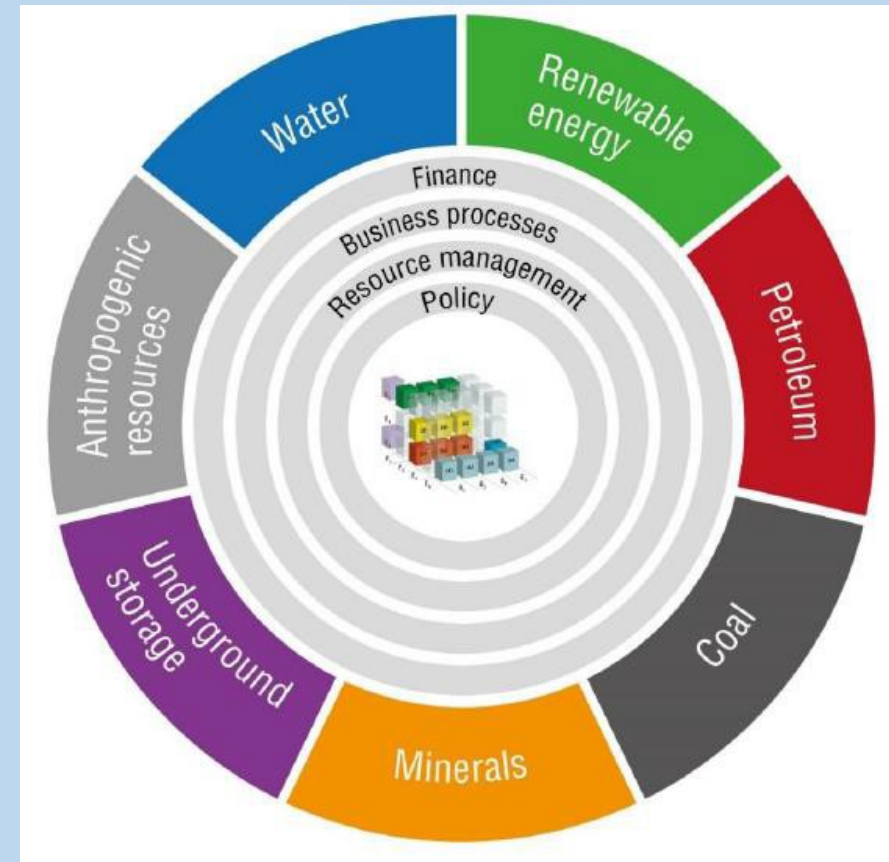 Water
Renewable
energy
Petroleum
Coal
Minerals
Underground
storage
Anthropogenic
resources
Finance
Business processes
Resource management
Policy